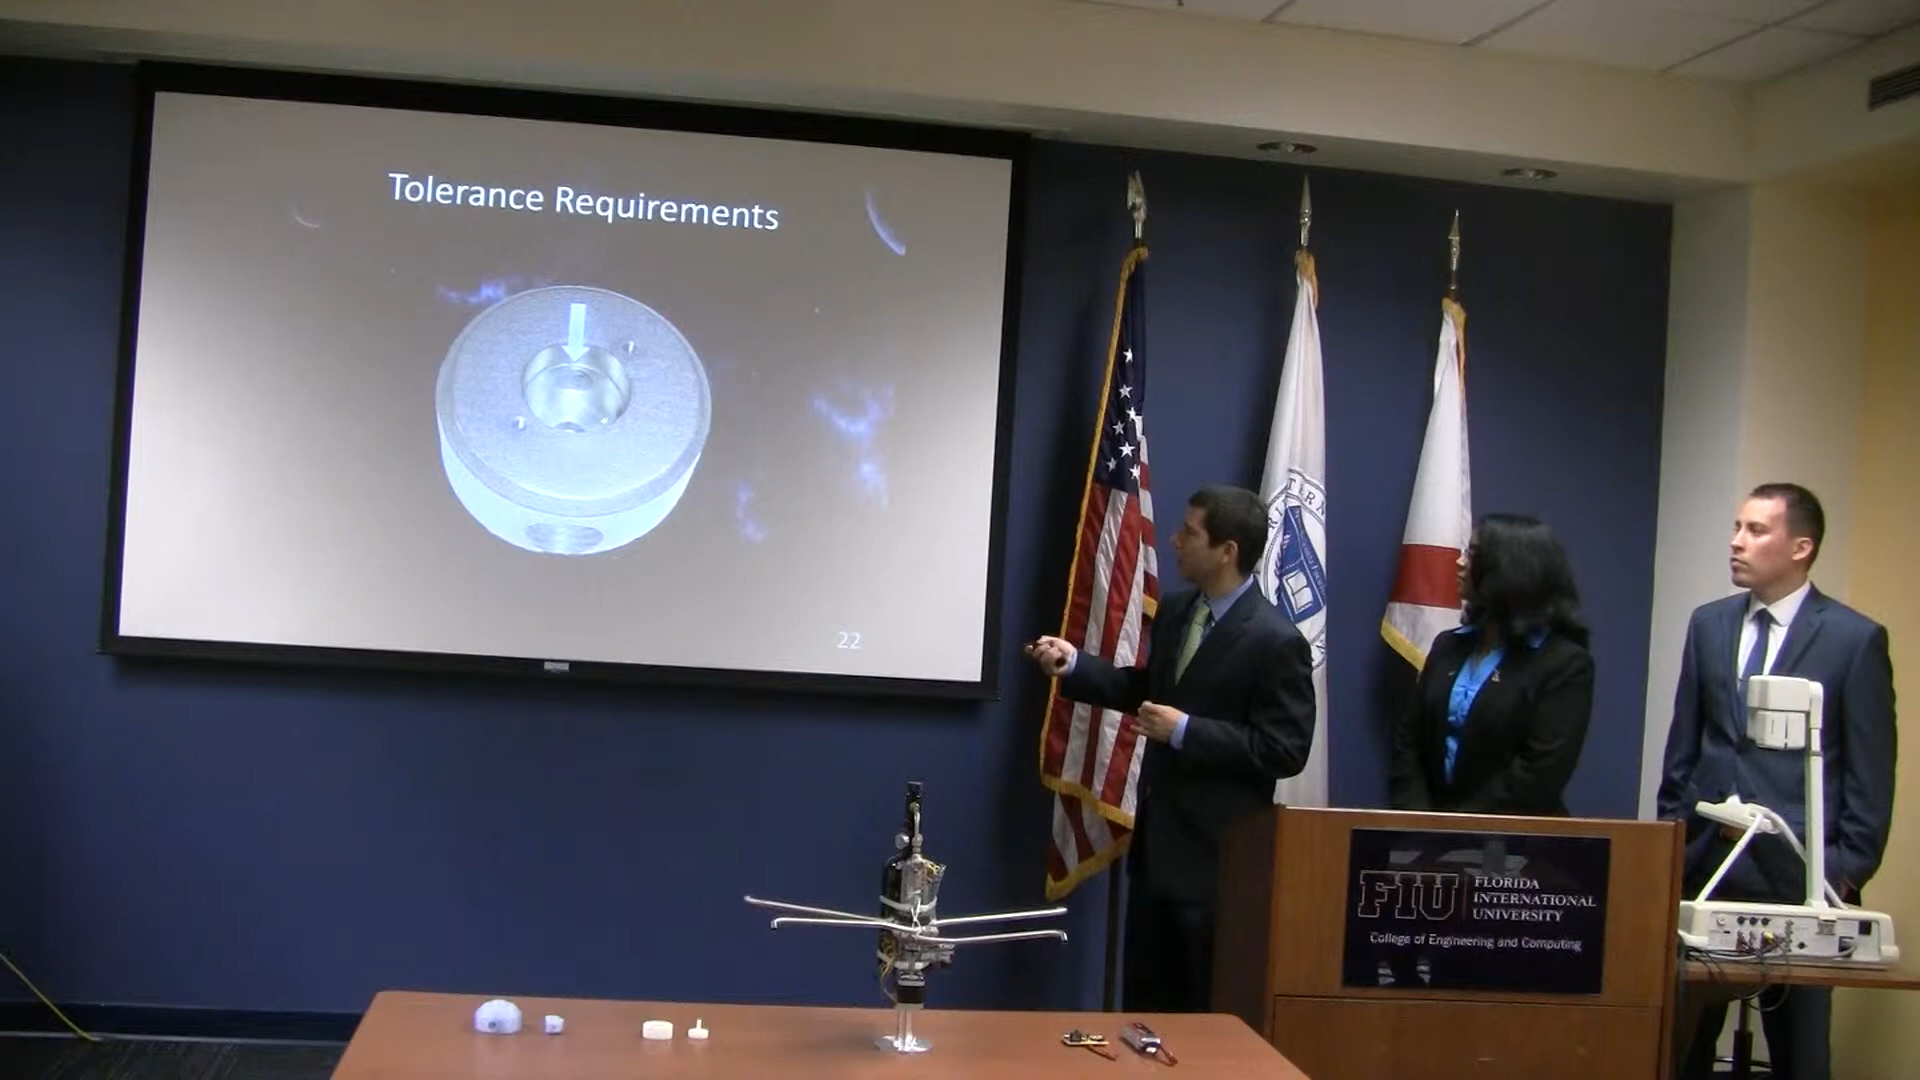 Tolerance Requirements
22
FIU
FLORIDA
INTERNATIONAL
UNIVERSITY
College of Engineering and Computing